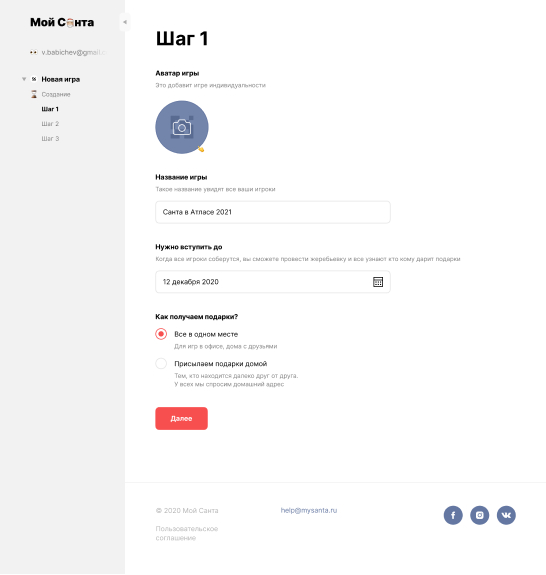 Мой Санта
v.babichev@gmail.c
Новая игра
Создание
Шаг 1
Шаг 2
Шаг 3
Шаг 1
Аватар игры
Это добавит игре индивидуальности
Название игры
Такое название увидят все ваши игроки
Санта в Атласе 2021
Нужно вступить до
Когда все игроки соберутся, вы сможете провести жеребьевку и все узнают кто кому дарит подарки
12 декабря 2020
Как получаем подарки?
Все в одном месте
Для игр в офисе, дома с друзьями
Присылаем подарки домой
Тем, кто находится далеко друг от друга.
У всех мы спросим домашний адрес
Далее
© 2020 Мой Санта
help@mysanta.ru
Пользовательское
соглашение